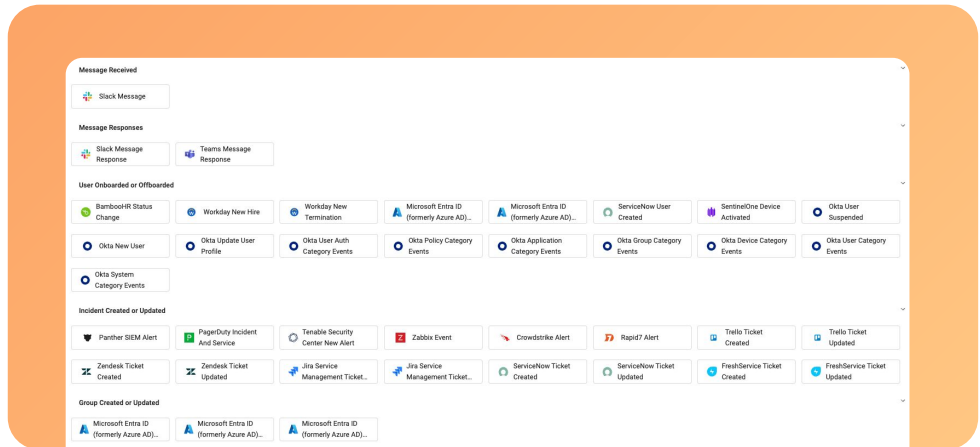 Message Received
Slack Message
Message Responses
Slack Message
Response
Teams Message
Response
User Onboarded or Offboarded
BambooHR Status
Change
Workday New Hire
Workday New
Termination
Microsoft Entra ID
(formerly Azure AD)...
Microsoft Entra ID
(formerly Azure AD)...
ServiceNow User
Created
SentinelOne Device
Activated
Okta User
Suspended
Okta New User
Okta Update User
Profile
Okta User Auth
Category Events
Okta Policy Category
Events
Okta Application
Category Events
Okta Group Category
Events
Okta Device Category
Events
Okta User Category
Events
Okta System
Category Events
Incident Created or Updated
Panther SIEM Alert
PagerDuty Incident
And Service
Tenable Security
Center New Alert
Zabbix Event
Crowdstrike Alert
Rapid7 Alert
Trello Ticket
Created
Trello Ticket
Updated
Zendesk Ticket
Created
Zendesk Ticket
Updated
Jira Service
Management Ticket...
Jira Service
Management Ticket...
ServiceNow Ticket
Created
ServiceNow Ticket
Updated
FreshService Ticket
Created
FreshService Ticket
Updated
Group Created or Updated
Microsoft Entra ID
(formerly Azure AD)...
Microsoft Entra ID
(formerly Azure AD)...
Microsoft Entra ID
(formerly Azure AD)...